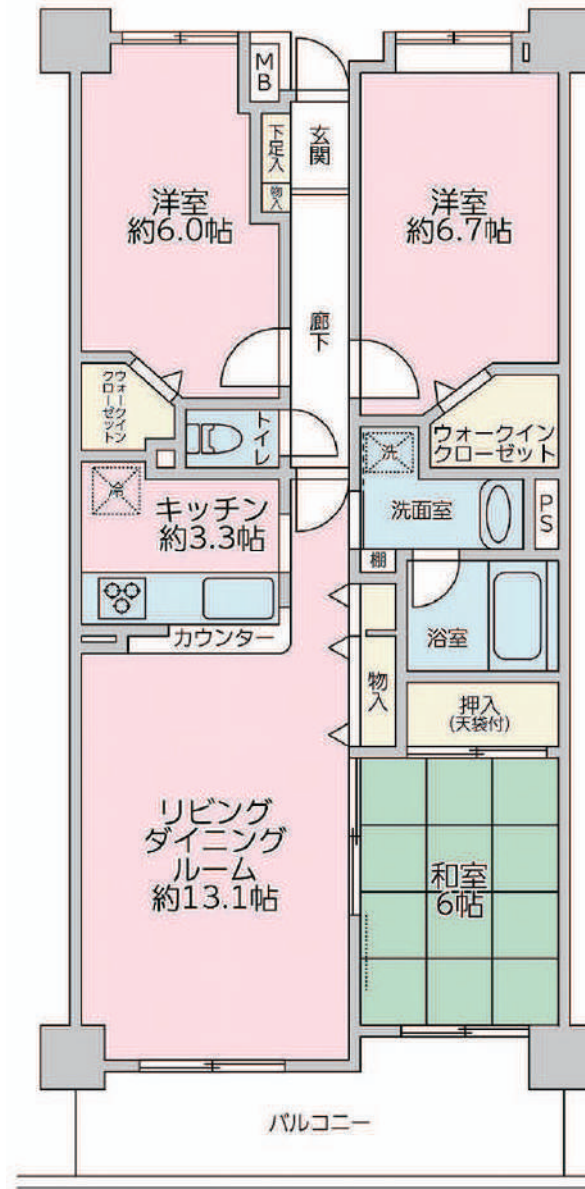 MB
下足入
物入
玄関
洋室
約6.0帖
洋室
約6.7帖
廊下
ウォークイン
クローゼット
トイレ
洗
ウォークイン
クローゼット
冷
キッチン
約3.3帖
洗面室
PS
棚
カウンター
浴室
物入
押入
(天袋付)
リビング
ダイニング
ルーム
約13.1帖
和室
6帖
バルコニー